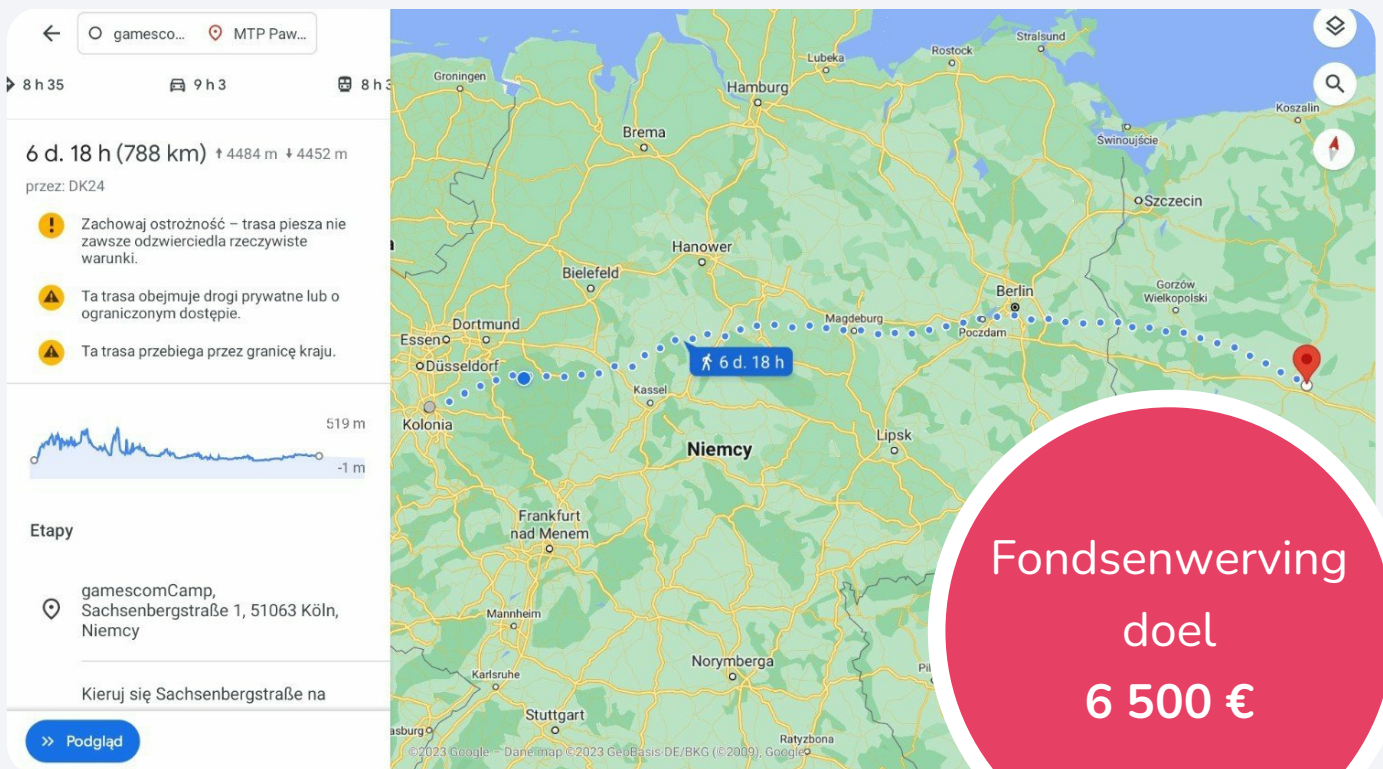 gamesco...
MTP Paw...
8 h 35
9 h 3
8 h 3
6 d. 18 h (788 km) 4484 m 4452 m
przez: DK24
Zachowaj ostrożność – trasa piesza nie
zawsze odzwierciedla rzeczywiste
warunki.
Ta trasa obejmuje drogi prywatne lub o
ograniczonym dostępie.
Ta trasa przebiega przez granicę kraju.
519 m
-1 m
Etapy
gamescomCamp,
Sachsenbergstraße 1, 51063 Köln,
Niemcy
Kieruj się Sachsenbergstraße na
Podgląd
Stralsund
Rostock
Lubeka
Groningen
Hamburg
Koszalin
Brema
Świnoujście
Szczecin
Hanower
Bielefeld
Berlin
Gorzów
Wielkopolski
Magdeburg
Poczdam
Dortmund
Essen
Düsseldorf
6 d. 18 h
Kassel
Kolonia
Lipsk
Niemcy
Frankfurt
nad Menem
Mannheim
Norymberga
Karlsruhe
Stuttgart
Ratyzbona
©2023 Google – Dane map ©2023 GeoBasis-DE/BKG (©2009), Google
Fondsenwerving
doel
6 500 €